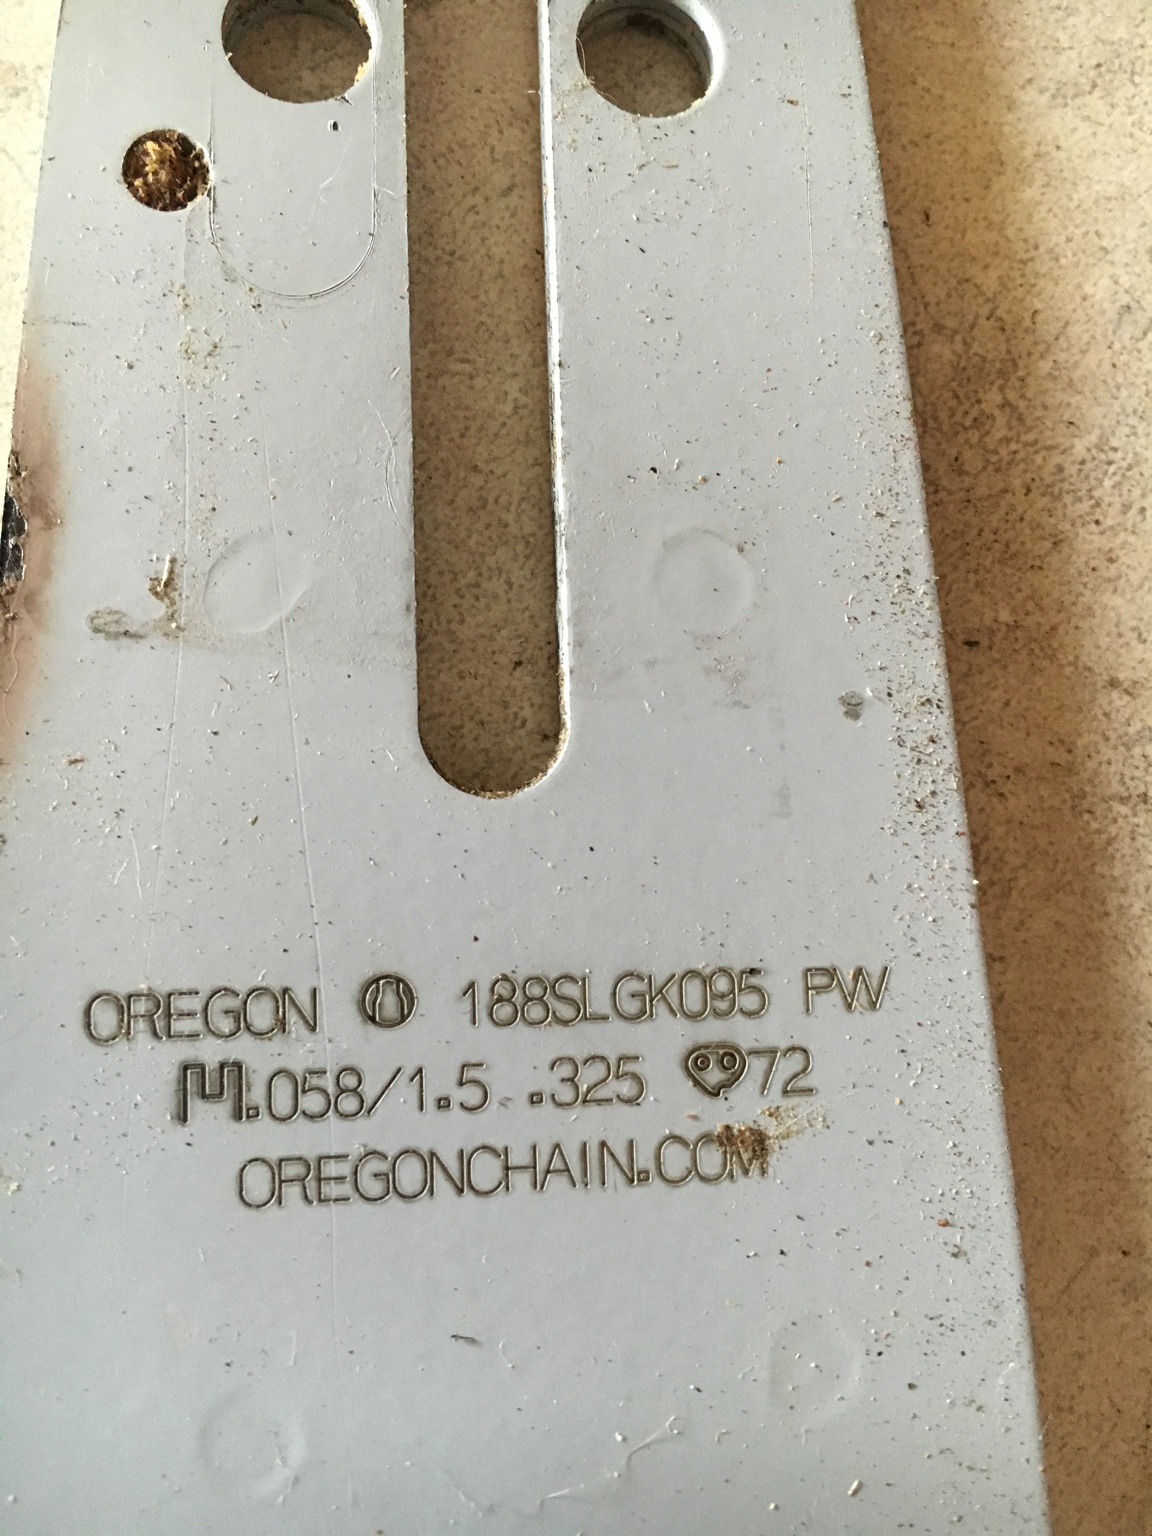 OREGON 188SLGK095 PW
.058/1.5 .325 72
OREGONCHAIN.COM